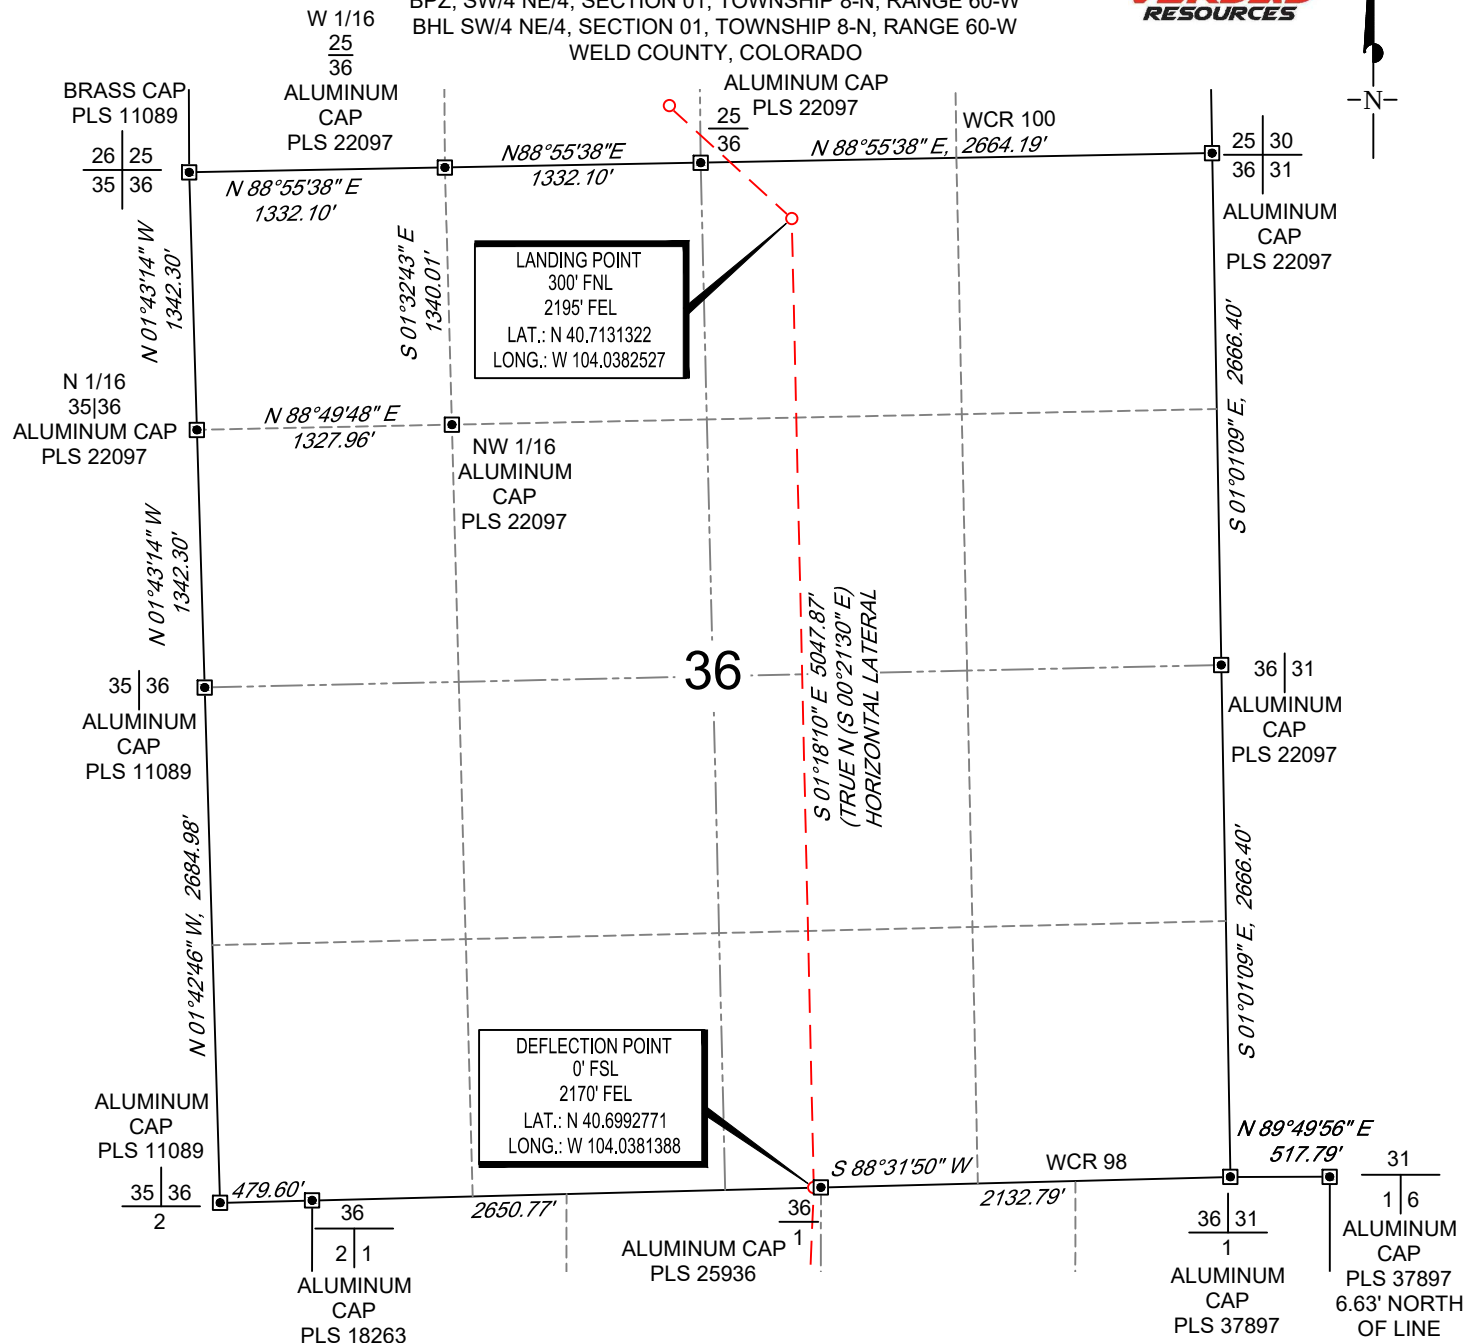 BPZ, SW/4 NE/4, SECTION 01, TOWNSHIP 8-N, RANGE 60-W
BHL SW/4 NE/4, SECTION 01, TOWNSHIP 8-N, RANGE 60-W
WELD COUNTY, COLORADO
RESOURCES
-N-
W 1/16
25
36
ALUMINUM
CAP
PLS 22097
BRASS CAP
PLS 11089
26 25
35 36
ALUMINUM CAP
PLS 22097
25
36
WCR 100
25 30
36 31
ALUMINUM
CAP
PLS 22097
N 88°55'38" E
1332.10'
N88°55'38"E
1332.10'
N 88°55'38" E, 2664.19'
N 01°43'14" W
1342.30'
S 01°32'43" E
1340.01'
LANDING POINT
300' FNL
2195' FEL
LAT.: N 40.7131322
LONG.: W 104.0382527
S 01°01'09" E, 2666.40'
N 1/16
35|36
ALUMINUM CAP
PLS 22097
N 88°49'48" E
1327.96'
NW 1/16
ALUMINUM
CAP
PLS 22097
N 01°43'14" W
1342.30'
S 01°18'10" E 5047.87'
(TRUE N (S 00°21'30" E)
HORIZONTAL LATERAL
36
35 36
ALUMINUM
CAP
PLS 11089
36 31
ALUMINUM
CAP
PLS 22097
N 01°42'46" W, 2684.98'
S 01°01'09" E, 2666.40'
DEFLECTION POINT
0' FSL
2170' FEL
LAT.: N 40.6992771
LONG.: W 104.0381388
ALUMINUM
CAP
PLS 11089
35 36
2
479.60'
36
2 1
ALUMINUM
CAP
PLS 18263
2650.77'
36
1
ALUMINUM CAP
PLS 25936
S 88°31'50" W
2132.79'
WCR 98
36 31
1
ALUMINUM
CAP
PLS 37897
N 89°49'56" E
517.79'
31
1 6
ALUMINUM
CAP
PLS 37897
6.63' NORTH
OF LINE